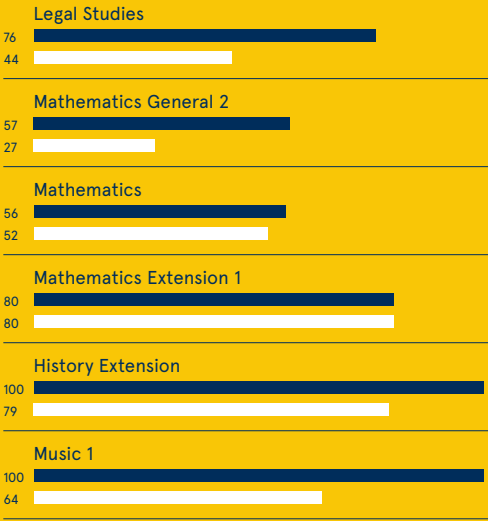 Legal Studies
76
44
Mathematics General 2
57
27
Mathematics
56
52
Mathematics Extension 1
80
80
History Extension
100
79
Music 1
100
64